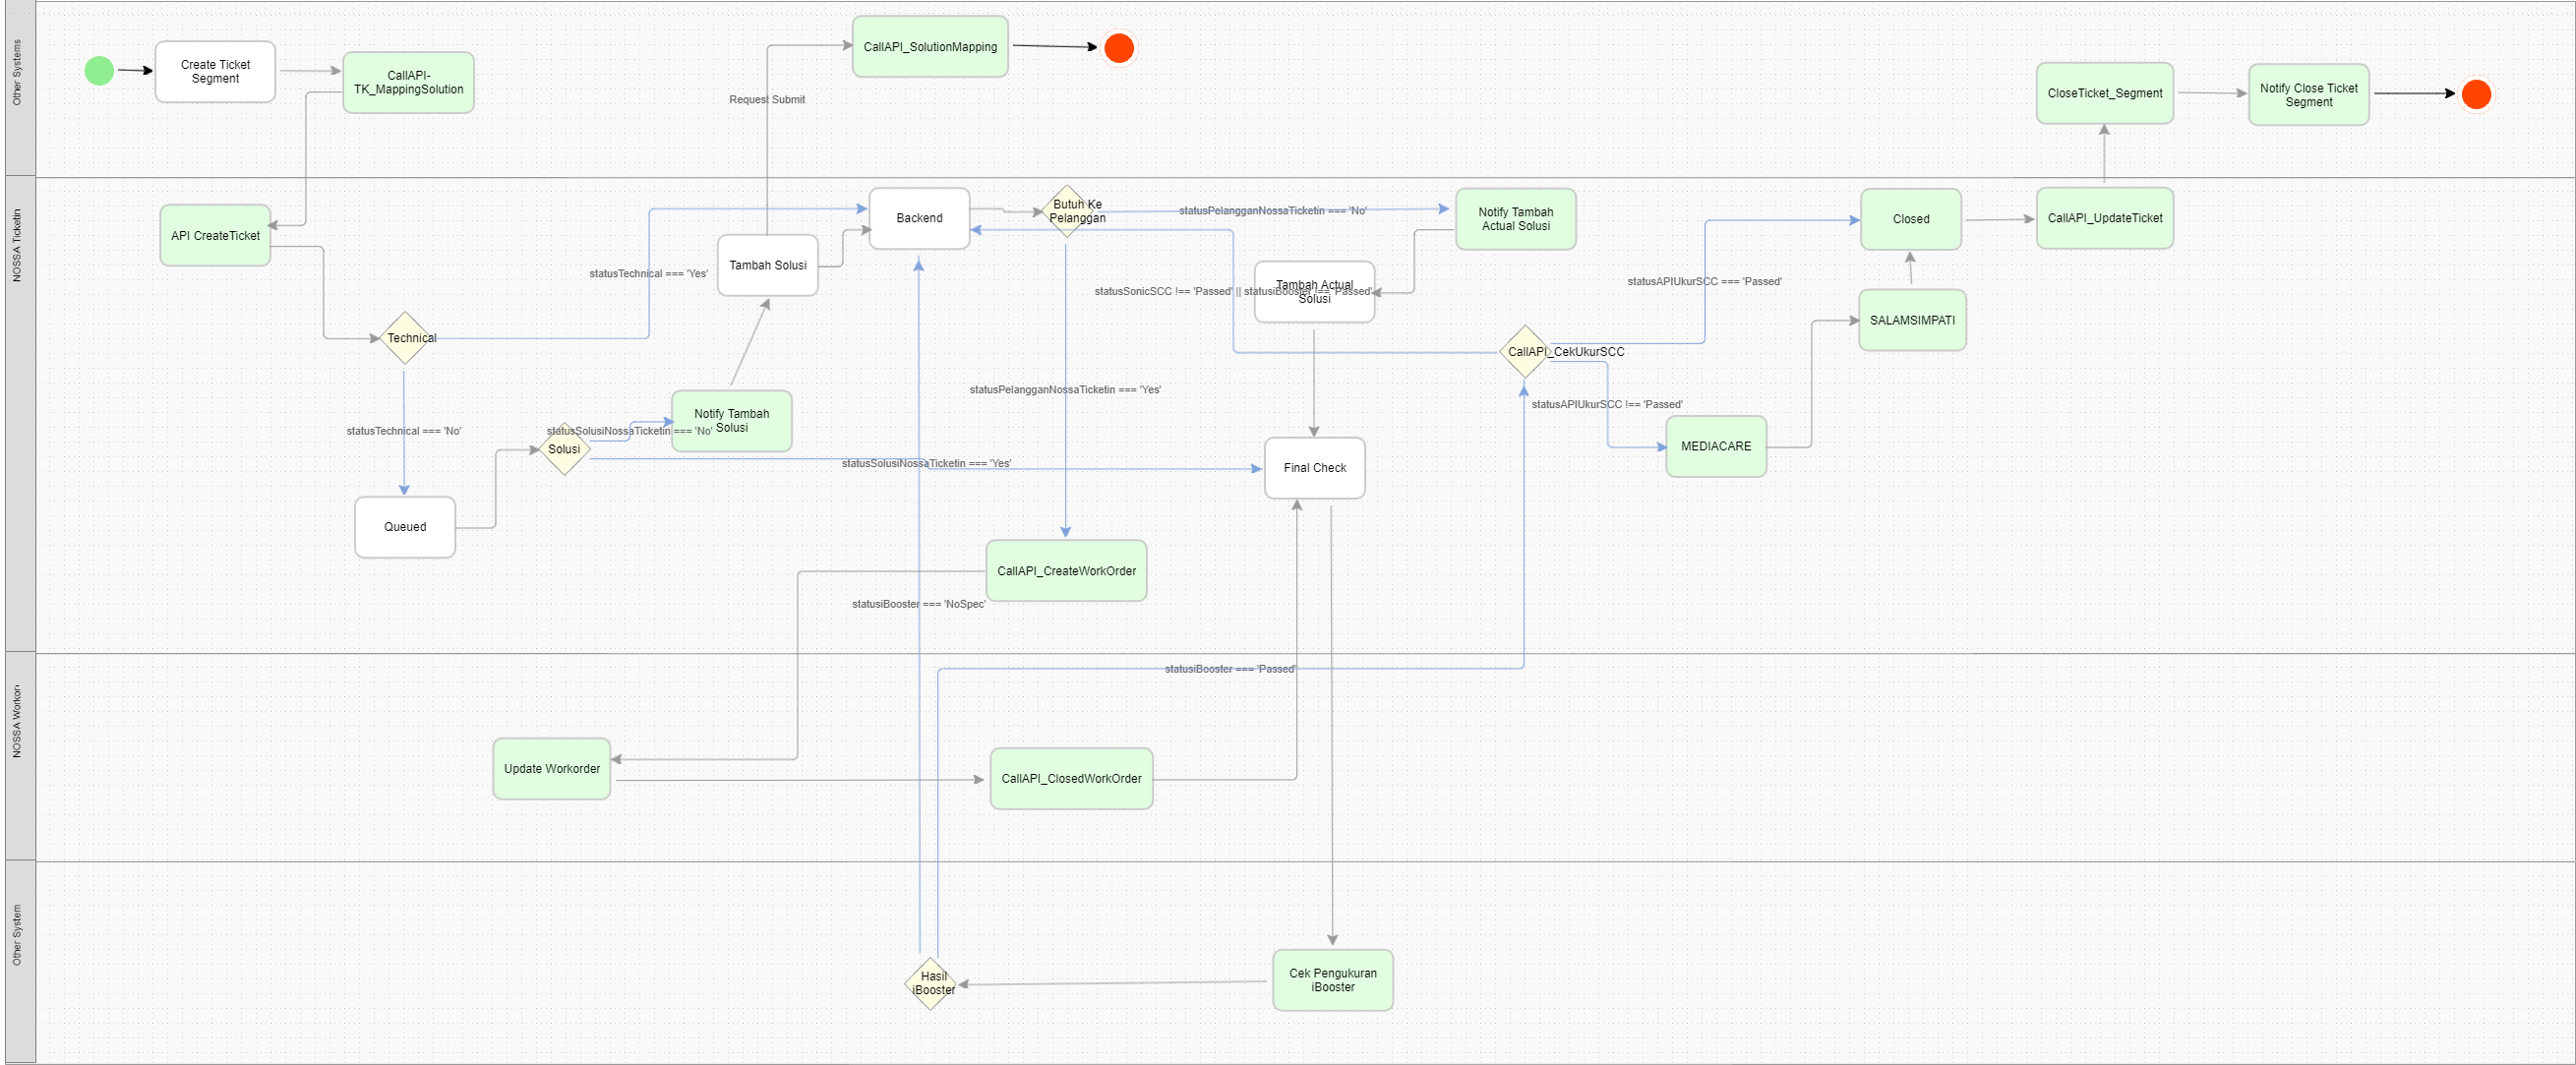 Other Systems
Create Ticket
Segment
CallAPI-
TK_MappingSolution
CallAPI_SolutionMapping
Request Submit
CloseTicket_Segment
Notify Close Ticket
Segment
NOSSA Ticketin
API CreateTicket
Technical
statusTechnical === 'Yes'
statusTechnical === 'No'
Queued
Solusi
statusSolusiNossaTicketin === 'No'
statusSolusiNossaTicketin === 'Yes'
Notify Tambah
Solusi
Tambah Solusi
Backend
Butuh Ke
Pelanggan
statusPelangganNossaTicketin === 'No'
statusPelangganNossaTicketin === 'Yes'
Notify Tambah
Actual Solusi
Tambah Actual
Solusi
statusSonicSCC !== 'Passed' || statusiBooster !== 'Passed'
Final Check
CallAPI_CekUkurSCC
statusAPIUkurSCC === 'Passed'
statusAPIUkurSCC !== 'Passed'
MEDIACARE
SALAMSIMPATI
Closed
CallAPI_UpdateTicket
CallAPI_CreateWorkOrder
statusiBooster === 'NoSpec'
statusiBooster === 'Passed'
NOSSA Workor
Update Workorder
CallAPI_ClosedWorkOrder
Other System
Hasil
iBooster
Cek Pengukuran
iBooster